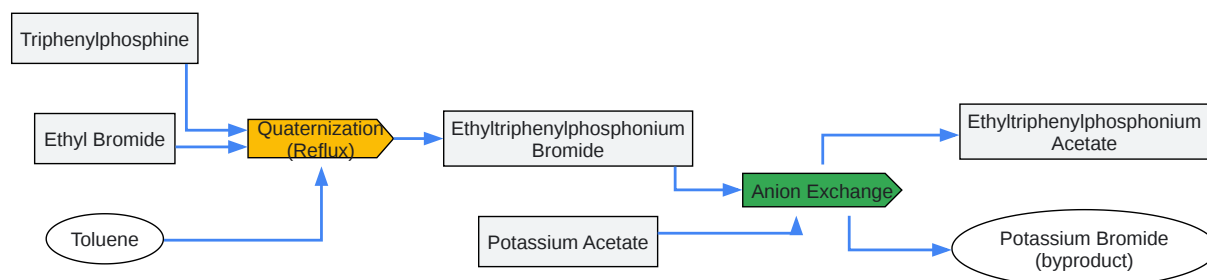 Triphenylphosphine
Ethyl Bromide
Toluene
Quaternization
(Reflux)
Ethyltriphenylphosphonium
Bromide
Potassium Acetate
Anion Exchange
Ethyltriphenylphosphonium
Acetate
Potassium Bromide
(byproduct)